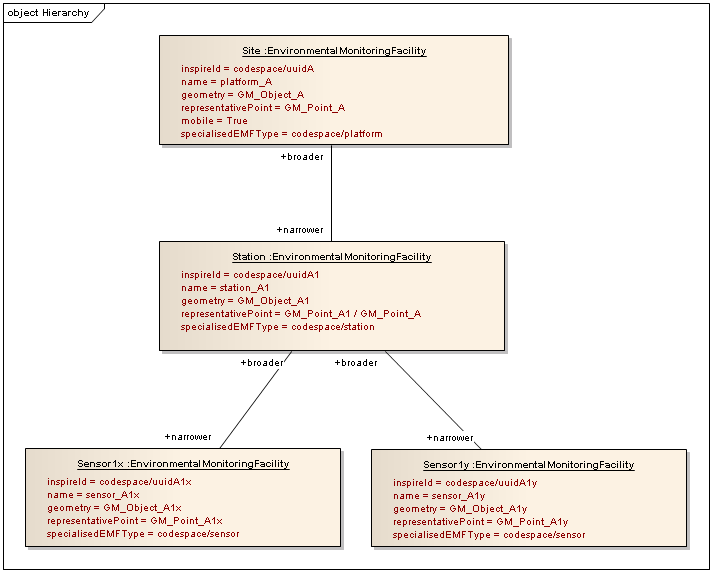 object Hierarchy
Site :EnvironmentalMonitoringFacility
inspireId = codespace/uuidA
name = platform_A
geometry = GM_Object_A
representativePoint = GM_Point_A
mobile = True
specialisedEMFType = codespace/platform
+broader
+narrower
Station :EnvironmentalMonitoringFacility
inspireId = codespace/uuidA1
name = station_A1
geometry = GM_Object_A1
representativePoint = GM_Point_A1 / GM_Point_A
specialisedEMFType = codespace/station
+broader
+broader
+narrower
+narrower
Sensor1x :EnvironmentalMonitoringFacility
inspireId = codespace/uuidA1x
name = sensor_A1x
geometry = GM_Object_A1x
representativePoint = GM_Point_A1x
specialisedEMFType = codespace/sensor
Sensor1y :EnvironmentalMonitoringFacility
inspireId = codespace/uuidA1y
name = sensor_A1y
geometry = GM_Object_A1y
representativePoint = GM_Point_A1y
specialisedEMFType = codespace/sensor